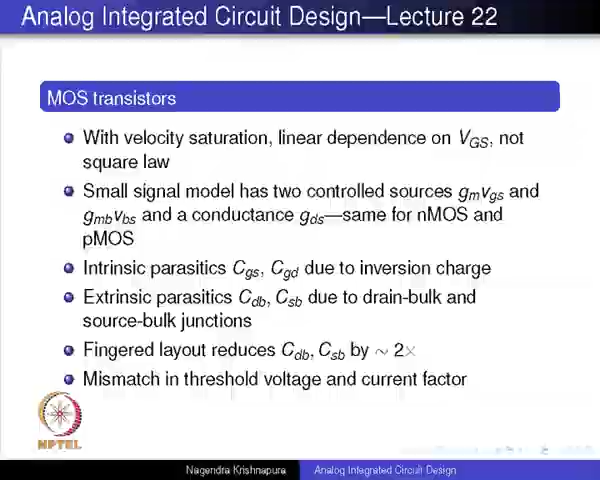 Analog Integrated Circuit Design—Lecture 22
MOS transistors
With velocity saturation, linear dependence on V_GS, not
square law
Small signal model has two controlled sources g_m v_gs and
g_mb v_bs and a conductance g_ds—same for nMOS and
pMOS
Intrinsic parasitics C_gs, C_gd due to inversion charge
Extrinsic parasitics C_db, C_sb due to drain-bulk and
source-bulk junctions
Fingered layout reduces C_db, C_sb by ∼ 2×
Mismatch in threshold voltage and current factor
NPTEL
Nagendra Krishnapura Analog Integrated Circuit Design